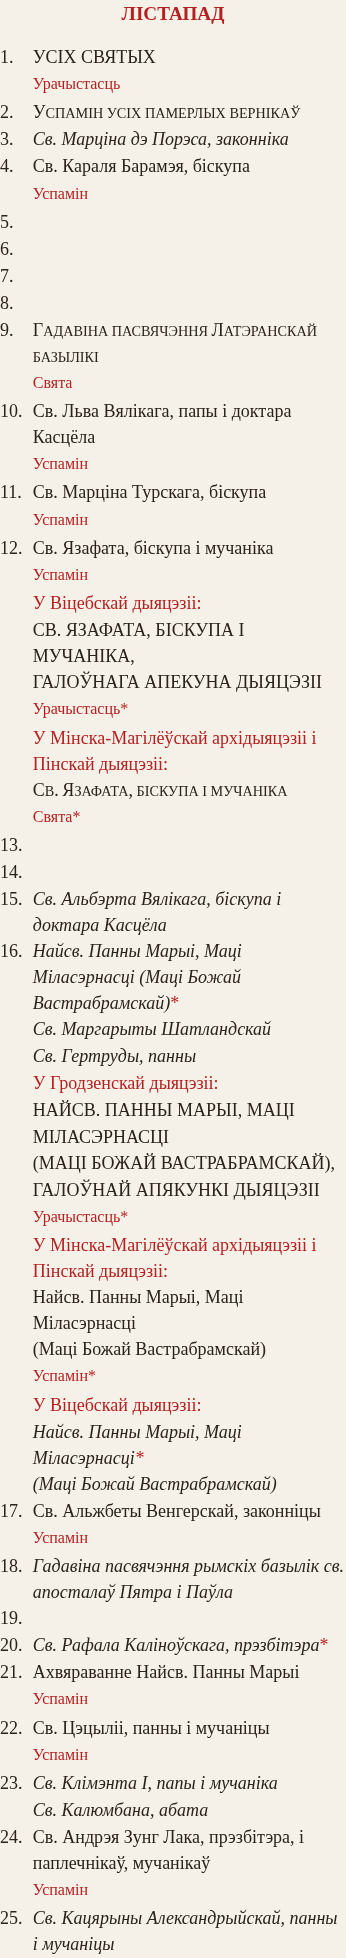 ЛІСТАПАД
1. УСІХ СВЯТЫХ
Урачыстасць
2. Успамін усіх памерлых вернікаў
3. Св. Марціна дэ Порэса, законніка
4. Св. Караля Барамэя, біскупа
Успамін
5.
6.
7.
8.
9. Гадавіна пасвячэння Латэранскай
базылікі
Свята
10. Св. Льва Вялікага, папы і доктара
Касцёла
Успамін
11. Св. Марціна Турскага, біскупа
Успамін
12. Св. Язафата, біскупа і мучаніка
Успамін
У Віцебскай дыяцэзіі:
СВ. ЯЗАФАТА, БІСКУПА І
МУЧАНІКА,
ГАЛОЎНАГА АПЕКУНА ДЫЯЦЭЗІІ
Урачыстасць*
У Мінска-Магілёўскай архідыяцэзіі і
Пінскай дыяцэзіі:
Св. Язафата, біскупа і мучаніка
Свята*
13.
14.
15. Св. Альбэрта Вялікага, біскупа і
доктара Касцёла
16. Найсв. Панны Марыі, Маці
Міласэрнасці (Маці Божай
Вастрабрамскай)*
Св. Маргарыты Шатландскай
Св. Гертруды, панны
У Гродзенскай дыяцэзіі:
НАЙСВ. ПАННЫ МАРЫІ, МАЦІ
МІЛАСЭРНАСЦІ
(МАЦІ БОЖАЙ ВАСТРАБРАМСКАЙ),
ГАЛОЎНАЙ АПЯКУНКІ ДЫЯЦЭЗІІ
Урачыстасць*
У Мінска-Магілёўскай архідыяцэзіі і
Пінскай дыяцэзіі:
Найсв. Панны Марыі, Маці
Міласэрнасці
(Маці Божай Вастрабрамскай)
Успамін*
У Віцебскай дыяцэзіі:
Найсв. Панны Марыі, Маці
Міласэрнасці*
(Маці Божай Вастрабрамскай)
17. Св. Альжбеты Венгерскай, законніцы
Успамін
18. Гадавіна пасвячэння рымскіх базылік св.
апосталаў Пятра і Паўла
19.
20. Св. Рафала Каліноўскага, прэзбітэра*
21. Ахвяраванне Найсв. Панны Марыі
Успамін
22. Св. Цэцыліі, панны і мучаніцы
Успамін
23. Св. Клімэнта I, папы і мучаніка
Св. Калюмбана, абата
24. Св. Андрэя Зунг Лака, прэзбітэра, і
паплечнікаў, мучанікаў
Успамін
25. Св. Кацярыны Александрыйскай, панны
і мучаніцы